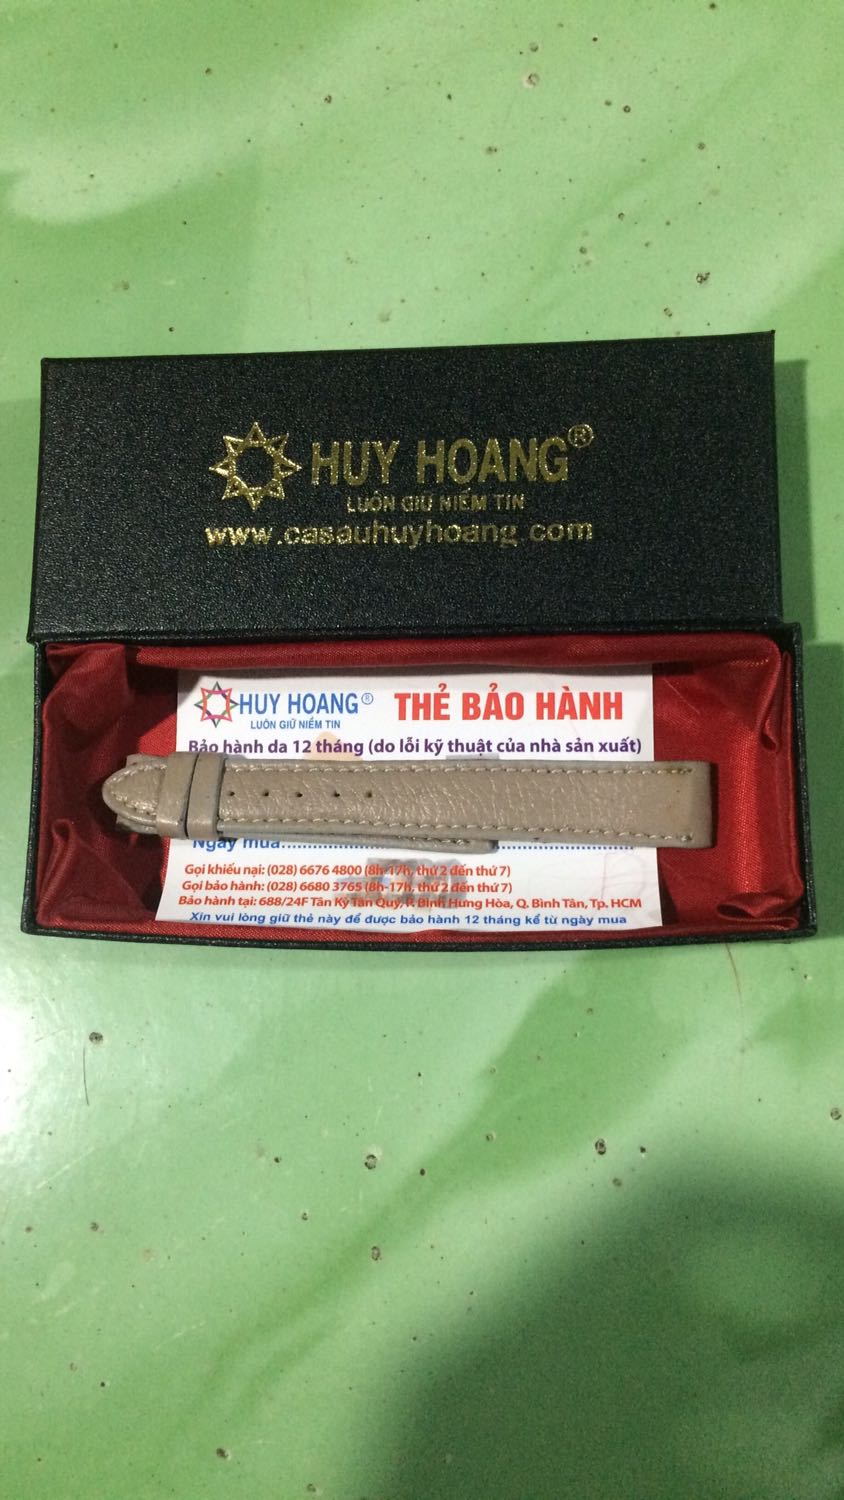 HUY HOANG®
LUÔN GIỮ NIỀM TIN
www.casauhuyhoang.com
HUY HOANG®
LUÔN GIỮ NIỀM TIN
THẺ BẢO HÀNH
Bảo hành da 12 tháng (do lỗi kỹ thuật của nhà sản xuất)
Ngày mua
Gọi khiếu nại: (028) 6676 4800 (8h-17h, thứ 2 đến thứ 7)
Gọi bảo hành: (028) 6680 3765 (8h-17h, thứ 2 đến thứ 7)
Bảo hành tại: 688/24F Tân Kỳ Tân Quý, P. Bình Hưng Hòa, Q. Bình Tân, Tp. HCM
Xin vui lòng giữ thẻ này để được bảo hành 12 tháng kể từ ngày mua